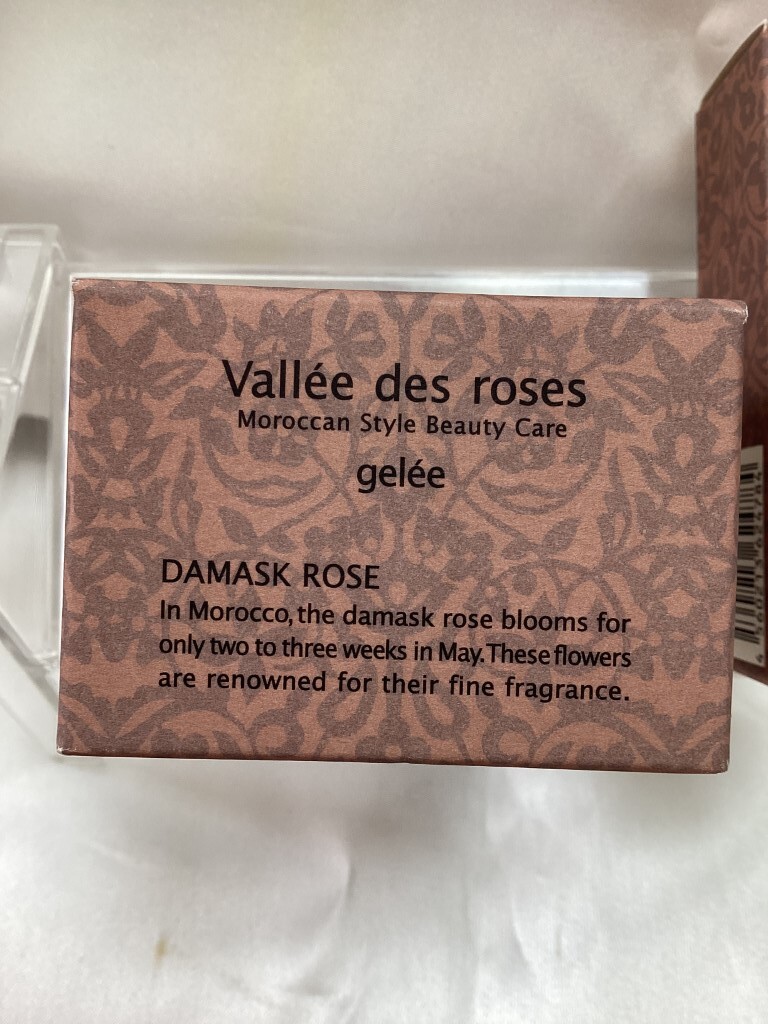 Vallée des roses
Moroccan Style Beauty Care
gelée
DAMASK ROSE
In Morocco, the damask rose blooms for
only two to three weeks in May. These flowers
are renowned for their fine fragrance.